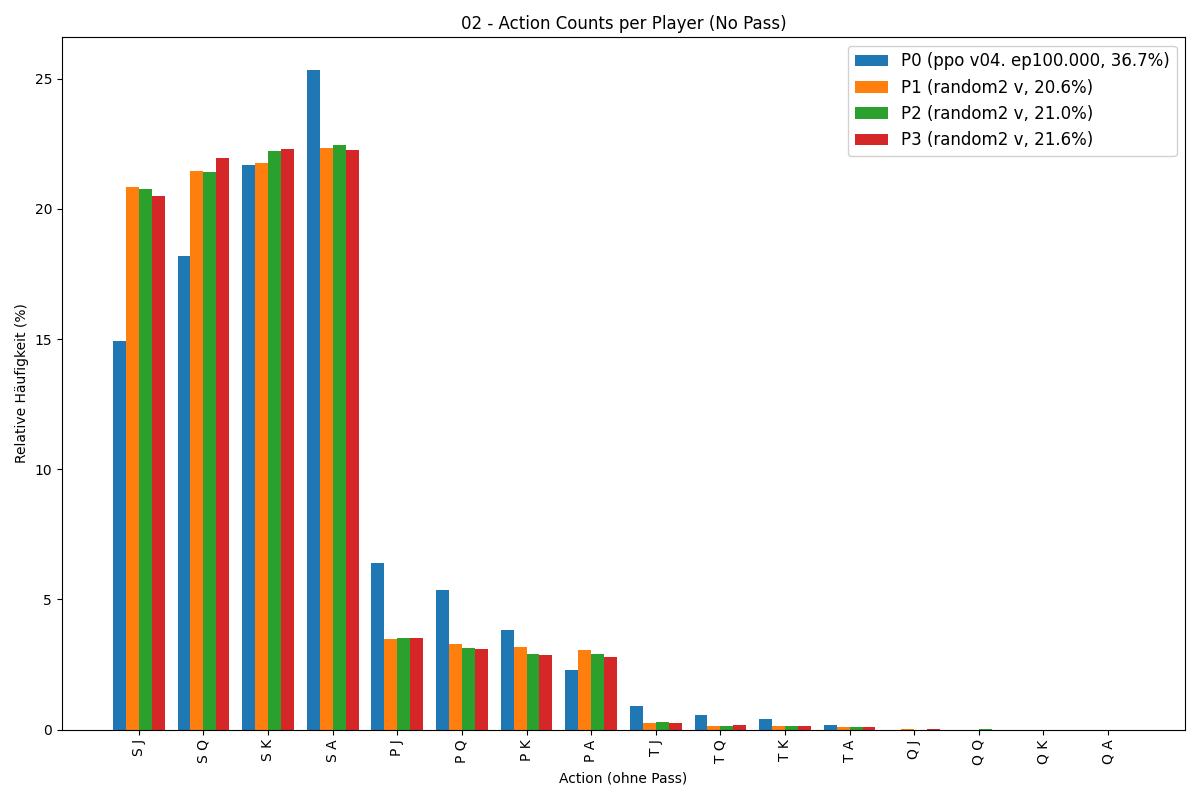 02 - Action Counts per Player (No Pass)
P0 (ppo v04. ep100.000, 36.7%)
P1 (random2 v, 20.6%)
P2 (random2 v, 21.0%)
P3 (random2 v, 21.6%)
Relative Häufigkeit (%)
25
20
15
10
5
0
S J
S Q
S K
S A
P J
P Q
P K
P A
T J
T Q
T K
T A
Q J
Q Q
Q K
Q A
Action (ohne Pass)